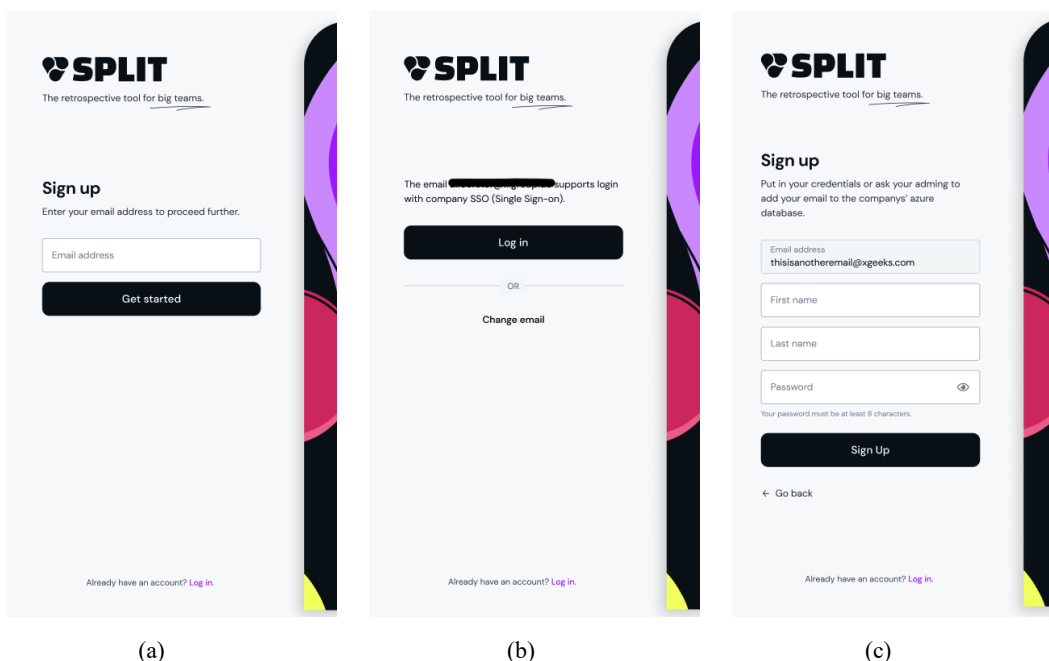 SPLIT
The retrospective tool for big teams.
Sign up
Enter your email address to proceed further.
Email address
Get started
Already have an account? Log in.
(a)
SPLIT
The retrospective tool for big teams.
The email supports login
with company SSO (Single Sign-on).
Log in
OR
Change email
Already have an account? Log in.
(b)
SPLIT
The retrospective tool for big teams.
Sign up
Put in your credentials or ask your adming to
add your email to the companys' azure
database.
Email address
thisisanotheremail@xgeeks.com
First name
Last name
Password
Your password must be at least 8 characters.
Sign Up
← Go back
Already have an account? Log in.
(c)